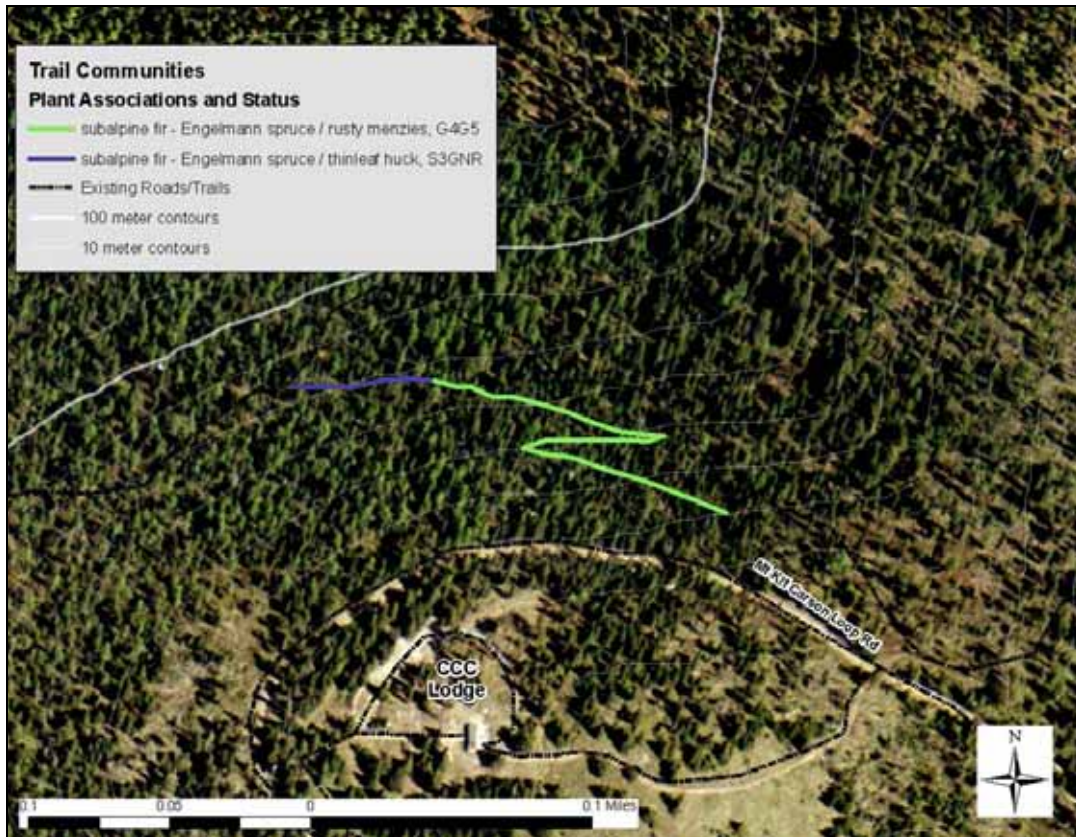 Trail Communities
Plant Associations and Status
subalpine fir - Engelmann spruce / rusty menzies, G4G5
subalpine fir - Engelmann spruce / thinleaf huck, S3GNR
Existing Roads/Trails
100 meter contours
10 meter contours
Mt Kit Carson Loop Rd
CCC
Lodge
N
0.1 0.05 0 0.1 Miles